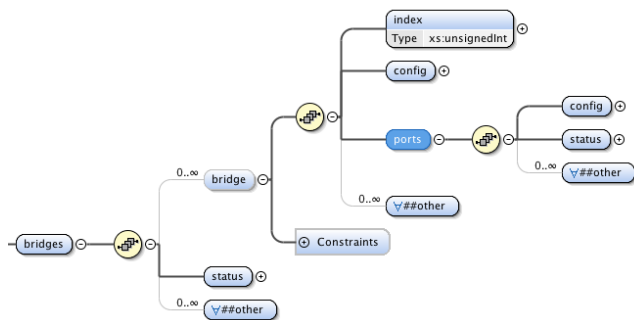 index
Type xs:unsignedInt
config
ports
config
status
0..∞
∀##other
0..∞
bridge
0..∞
∀##other
Constraints
bridges
status
0..∞
∀##other